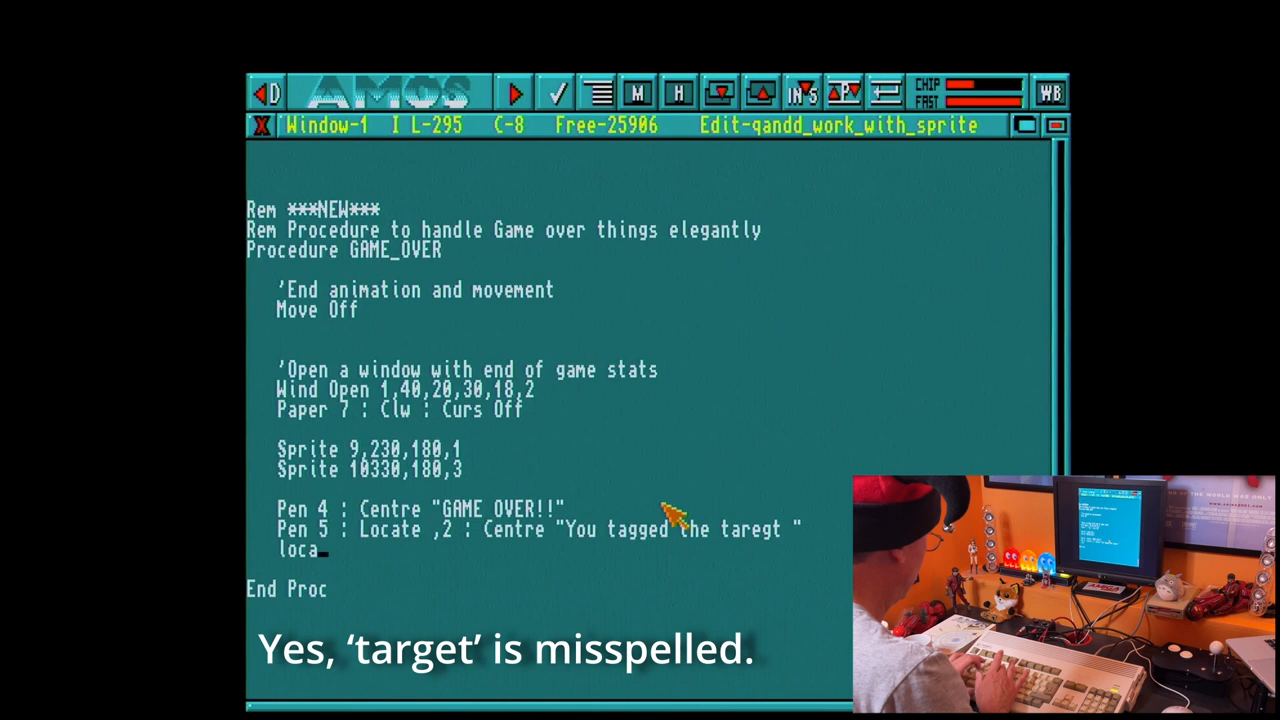 D AMOS M H INS P CHIP FAST WB
X Window-1 I L-295 C-8 Free-25906 Edit-qandd_work_with_sprite
Rem ***NEW***
Rem Procedure to handle Game over things elegantly
Procedure GAME_OVER
'End animation and movement
Move Off
'Open a window with end of game stats
Wind Open 1,40,20,30,18,2
Paper 7 : Clw : Curs Off
Sprite 9,230,180,1
Sprite 10330,180,3
Pen 4 : Centre "GAME OVER!!"
Pen 5 : Locate ,2 : Centre "You tagged the taregt "
loca
End Proc
Yes, ‘target’ is misspelled.